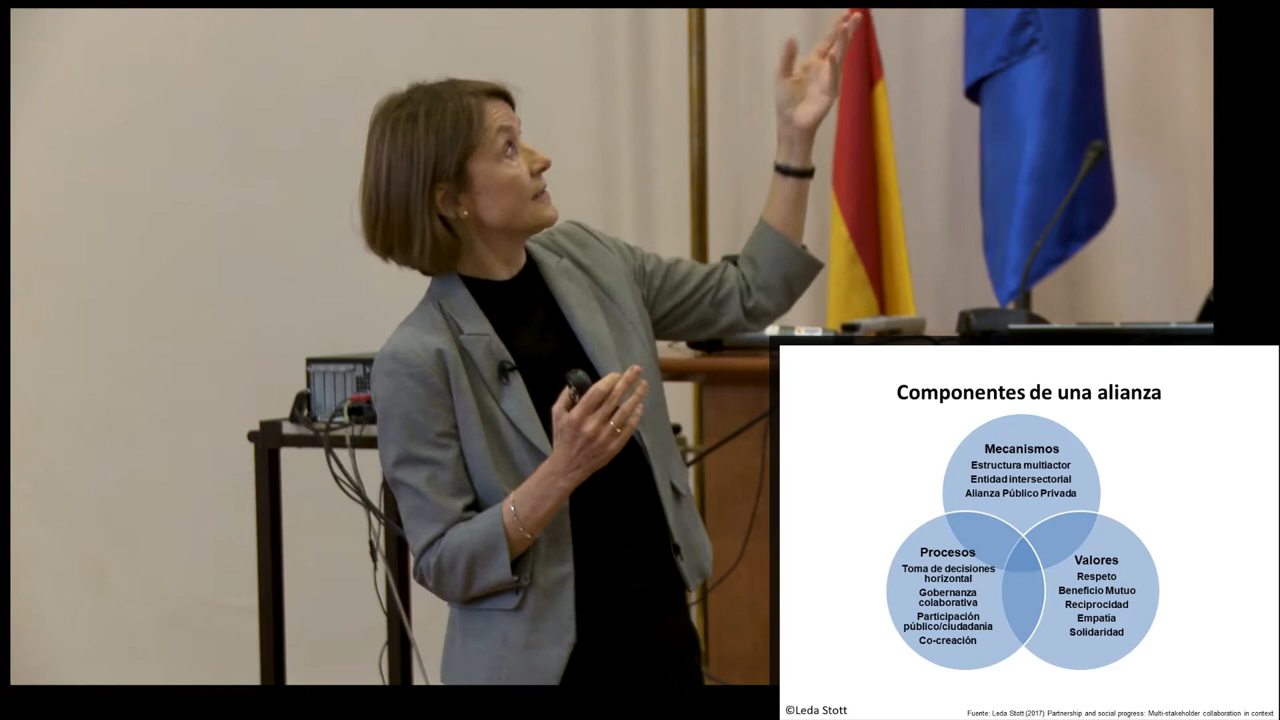 Componentes de una alianza
Mecanismos
Estructura multiactor
Entidad intersectorial
Alianza Público Privada
Procesos
Toma de decisiones
horizontal
Gobernanza
colaborativa
Participación
público/ciudadanía
Co-creación
Valores
Respeto
Beneficio Mutuo
Reciprocidad
Empatia
Solidaridad
©Leda Stott
Fuente: Leda Stott (2017) Partnership and social progress: Multi-stakeholder collaboration in context